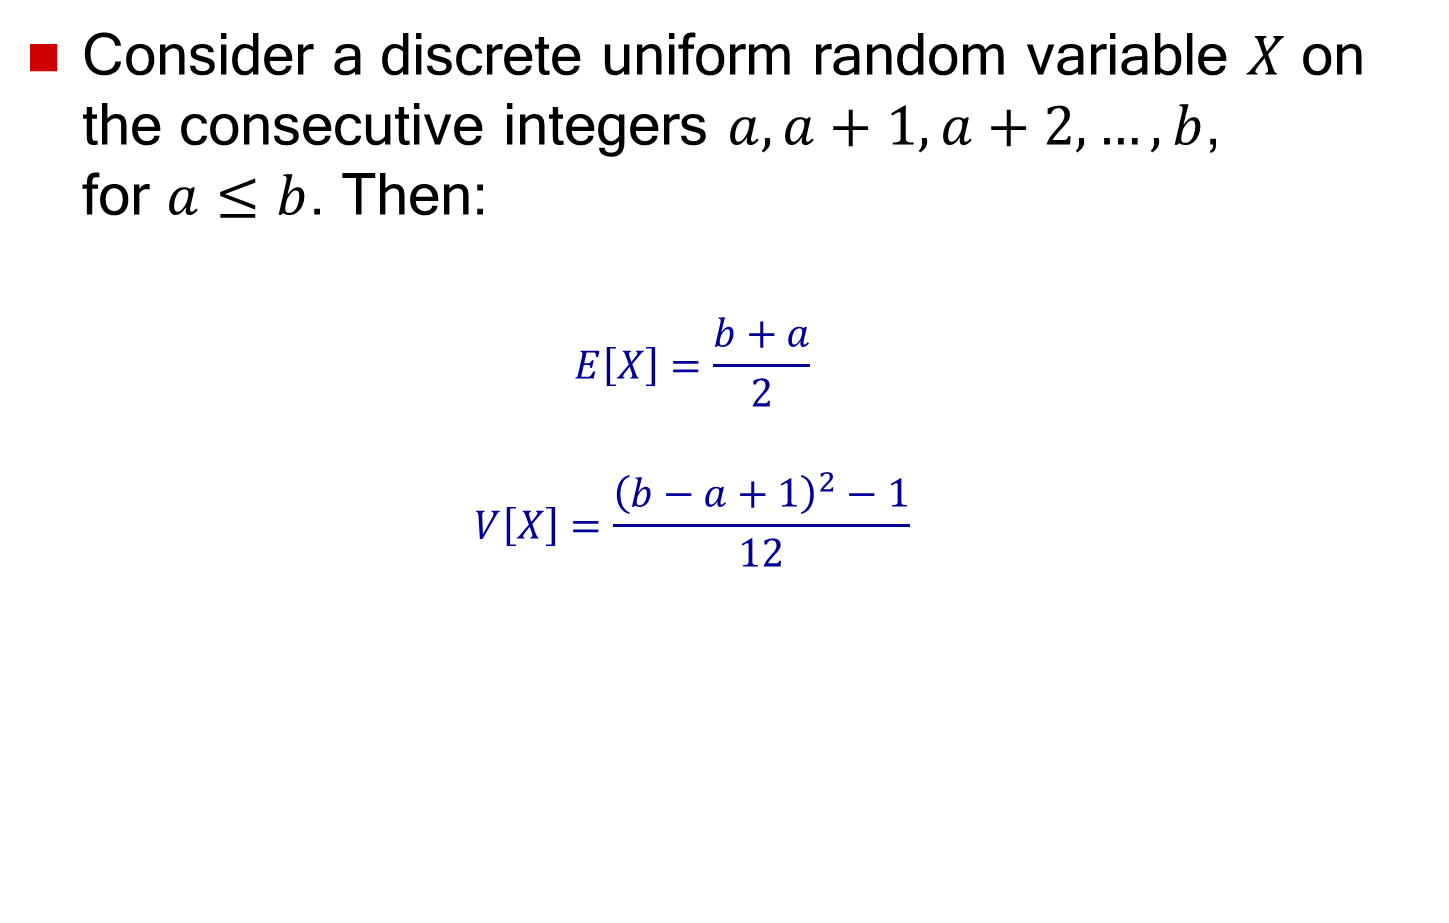 Consider a discrete uniform random variable X on
the consecutive integers a, a + 1, a + 2, … , b,
for a ≤ b. Then:
E[X] = (b + a) / 2
V[X] = ((b − a + 1)² − 1) / 12